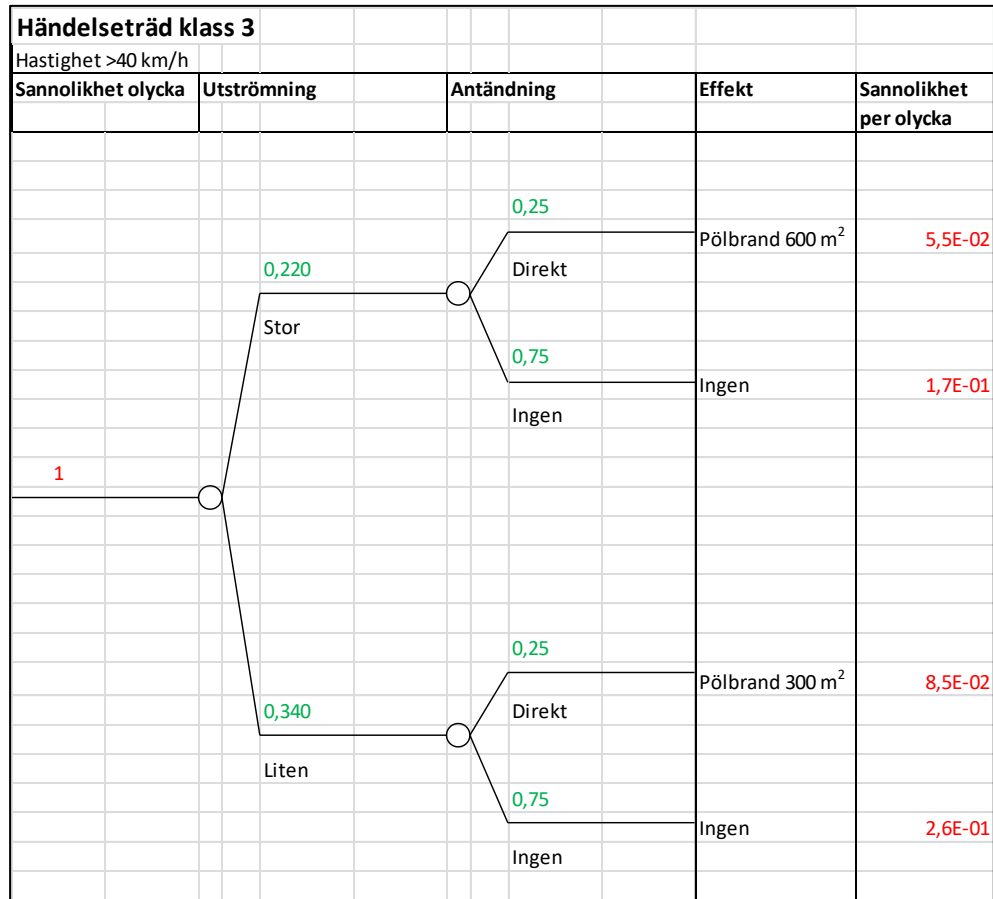 Händelseträd klass 3
Hastighet >40 km/h
Sannolikhet olycka Utströmning Antändning Effekt Sannolikhet
per olycka
0,25
Pölbrand 600 m² 5,5E-02
0,220 Direkt
Stor
0,75
Ingen 1,7E-01
Ingen
1
0,25
Pölbrand 300 m² 8,5E-02
0,340 Direkt
Liten
0,75
Ingen 2,6E-01
Ingen